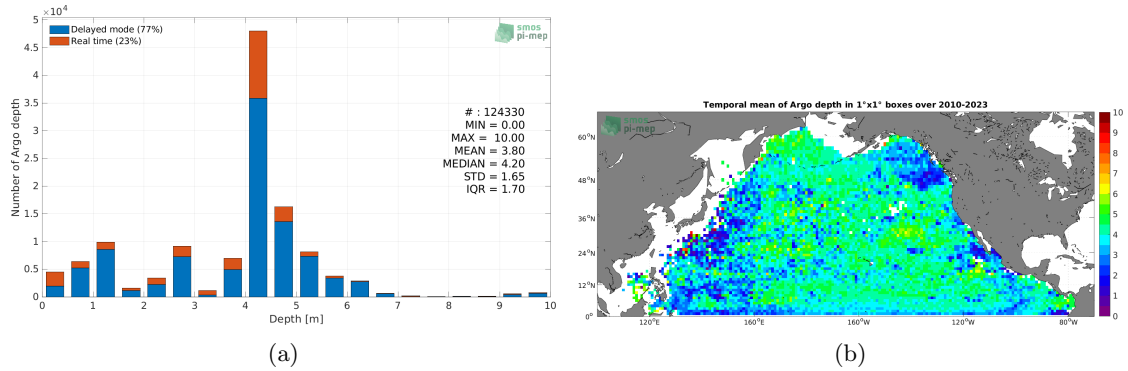 ×10⁴
5
4.5
4
3.5
3
2.5
2
1.5
1
0.5
0
Number of Argo depth
Delayed mode (77%)
Real time (23%)
smos
pi-mep
# : 124330
MIN = 0.00
MAX = 10.00
MEAN = 3.80
MEDIAN = 4.20
STD = 1.65
IQR = 1.70
0 1 2 3 4 5 6 7 8 9 10
Depth [m]
(a)
Temporal mean of Argo depth in 1°x1° boxes over 2010-2023
smos
pi-mep
60°N
48°N
36°N
24°N
12°N
0°
120°E 160°E 160°W 120°W 80°W
10
9
8
7
6
5
4
3
2
1
0
(b)